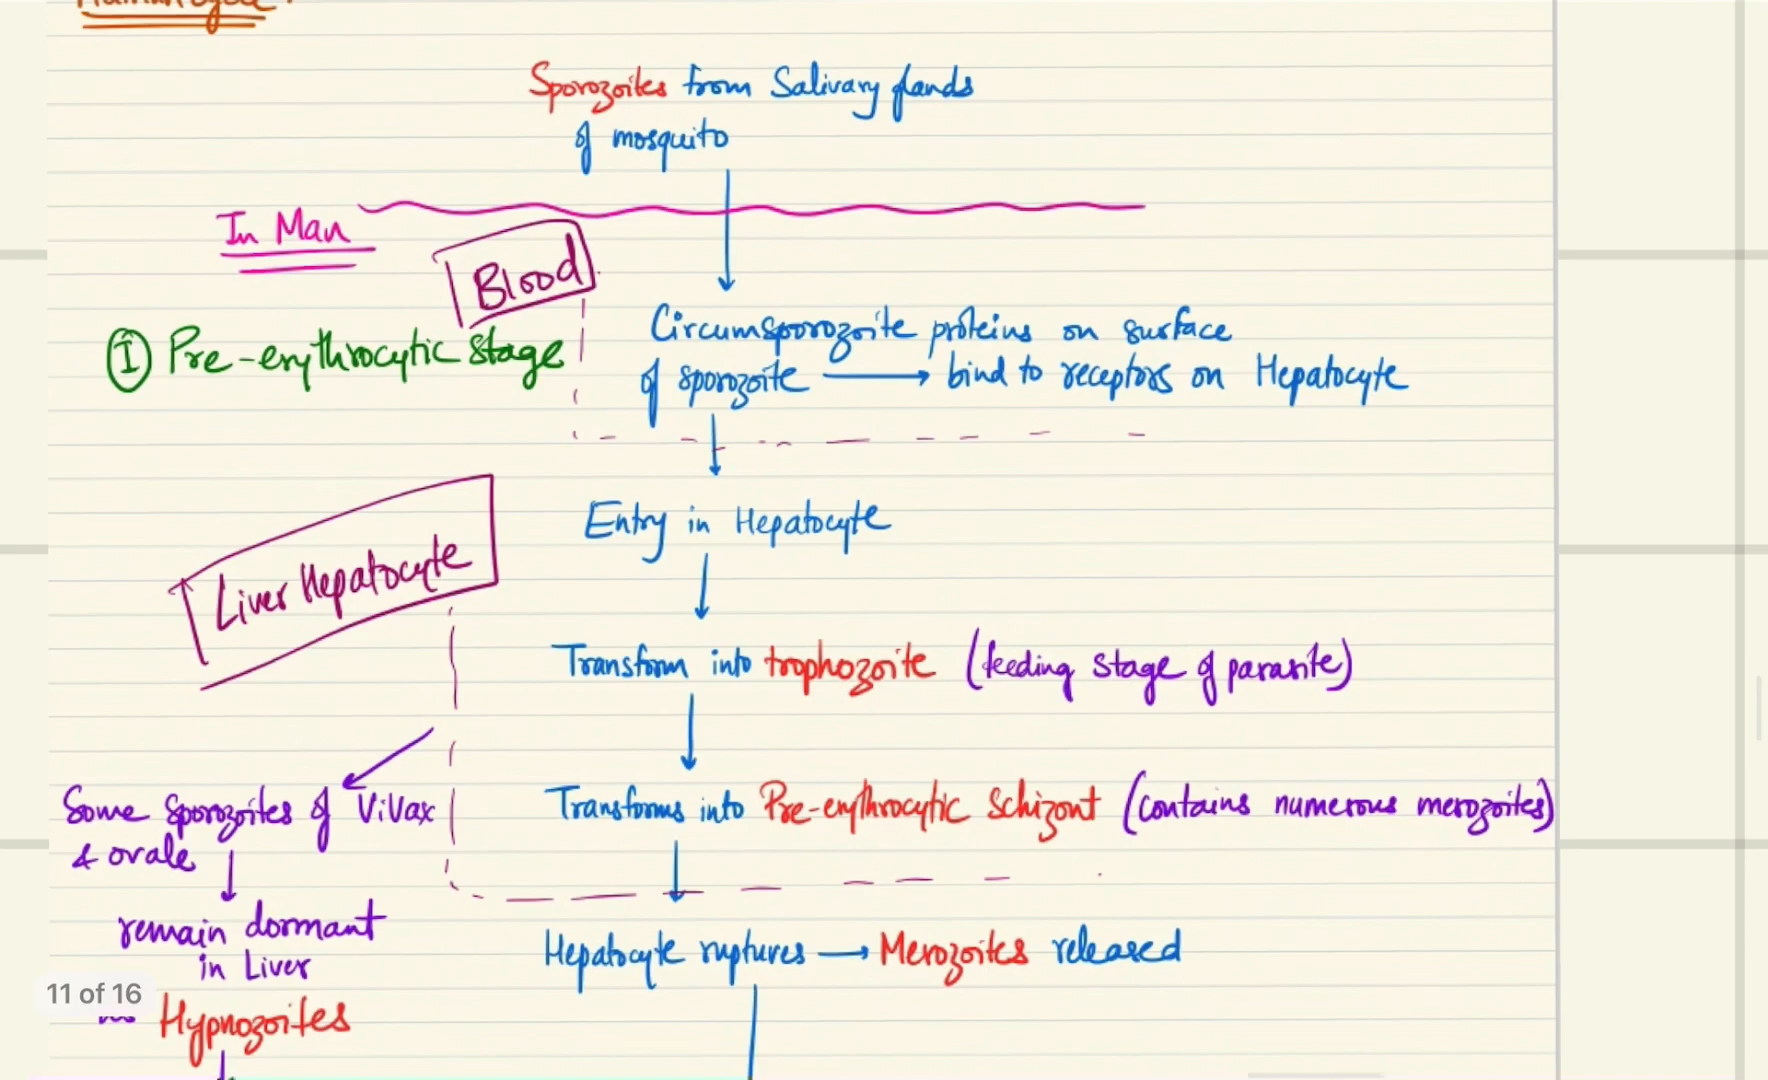 Human Cycle :
Sporozoites from Salivary glands
of mosquito
In Man
Blood
I Pre-erythrocytic Stage
Circumsporozoite proteins on surface
of sporozoite → bind to receptors on Hepatocyte
Entry in Hepatocyte
Liver Hepatocyte
Transform into trophozoite (feeding stage of parasite)
Transforms into Pre-erythrocytic Schizont (contains numerous merozoites)
Some Sporozoites of ViVax
& ovale
remain dormant
in Liver
Hepatocyte ruptures → Merozoites released
11 of 16
Hypnozoites